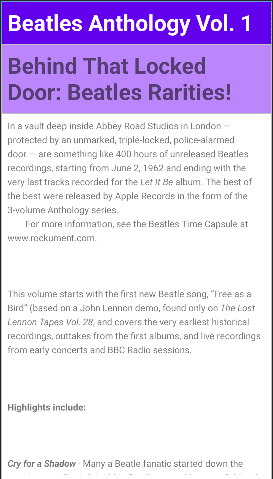 Beatles Anthology Vol. 1
Behind That Locked
Door: Beatles Rarities!
In a vault deep inside Abbey Road Studios in London —
protected by an unmarked, triple-locked, police-alarmed
door — are something like 400 hours of unreleased Beatles
recordings, starting from June 2, 1962 and ending with the
very last tracks recorded for the Let It Be album. The best of
the best were released by Apple Records in the form of the
3-volume Anthology series.
For more information, see the Beatles Time Capsule at
www.rockument.com.
This volume starts with the first new Beatle song, “Free as a
Bird” (based on a John Lennon demo, found only on The Lost
Lennon Tapes Vol. 28, and covers the very earliest historical
recordings, outtakes from the first albums, and live recordings
from early concerts and BBC Radio sessions.
Highlights include:
Cry for a Shadow - Many a Beatle fanatic started down the